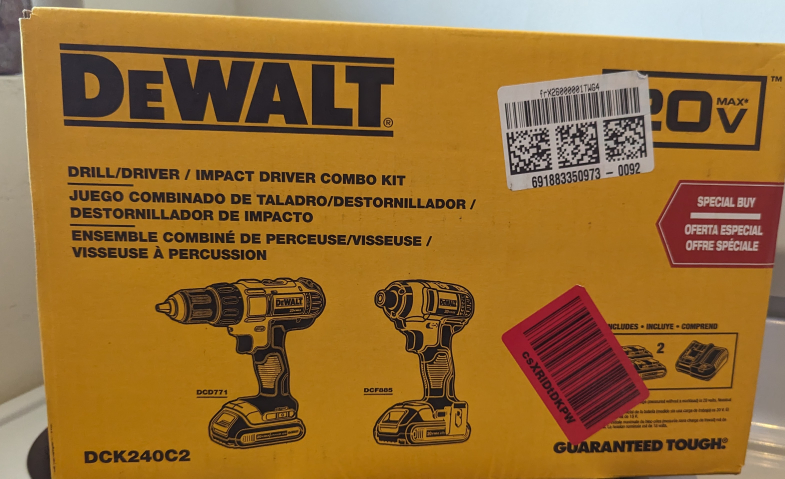 DEWALT®
frX26000001TWG4
20V MAX*
™
691883350973 - 0092
DRILL/DRIVER / IMPACT DRIVER COMBO KIT
JUEGO COMBINADO DE TALADRO/DESTORNILLADOR /
DESTORNILLADOR DE IMPACTO
ENSEMBLE COMBINÉ DE PERCEUSE/VISSEUSE /
VISSEUSE À PERCUSSION
SPECIAL BUY
OFERTA ESPECIAL
OFFRE SPÉCIALE
DEWALT
DEWALT
INCLUDES • INCLUYE • COMPREND
2
csXRIDtDKPW
DCD771
DCF885
DCK240C2
GUARANTEED TOUGH.®